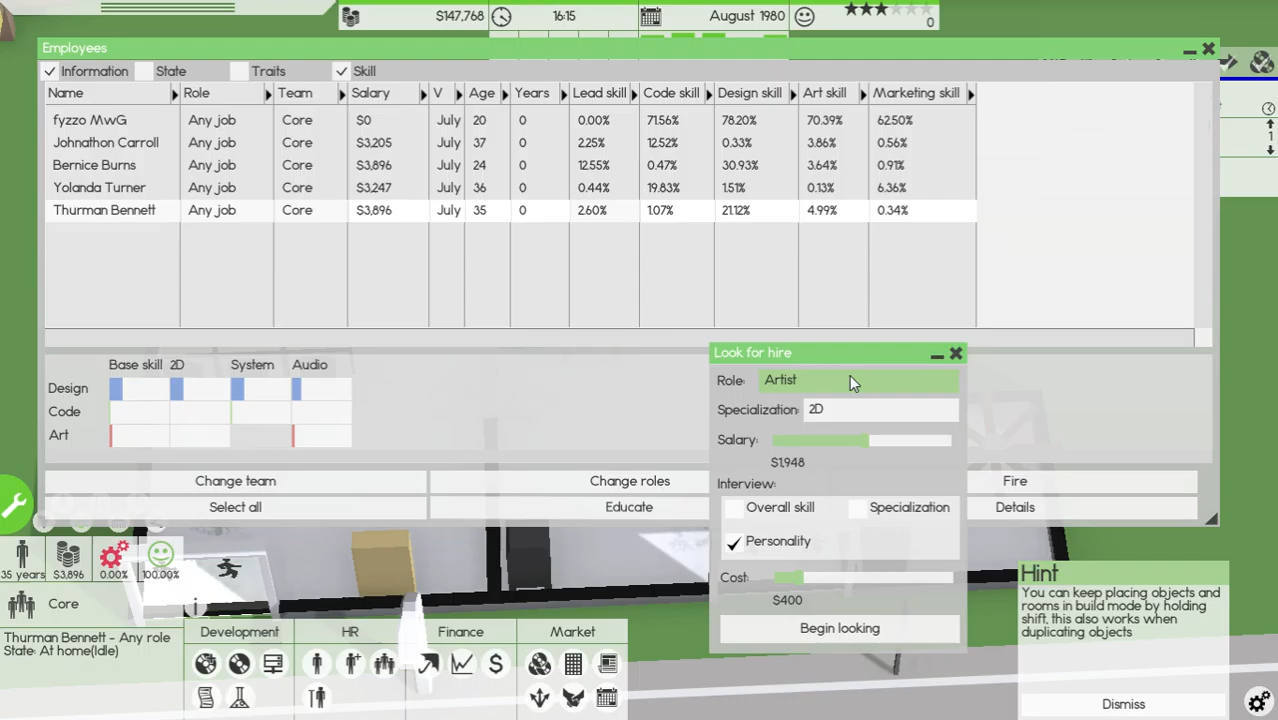 $147,768 16:15 August 1980 0
Employees
Information State Traits Skill
Name Role Team Salary V Age Years Lead skill Code skill Design skill Art skill Marketing skill
fyzzo MwG Any job Core $0 July 20 0 0.00% 71.56% 78.20% 70.39% 62.50%
Johnathon Carroll Any job Core $3,205 July 37 0 2.25% 12.52% 0.33% 3.86% 0.56%
Bernice Burns Any job Core $3,896 July 24 0 12.55% 0.47% 30.93% 3.64% 0.91%
Yolanda Turner Any job Core $3,247 July 36 0 0.44% 19.83% 1.51% 0.13% 6.36%
Thurman Bennett Any job Core $3,896 July 35 0 2.60% 1.07% 21.12% 4.99% 0.34%
1
Base skill 2D System Audio
Design
Code
Art
Change team Change roles Fire
Select all Educate Details
Look for hire
Role: Artist
Specialization: 2D
Salary:
$1,948
Interview:
Overall skill Specialization
Personality
Cost:
$400
Begin looking
35 years $3,896 0.00% 100.00%
Core
Thurman Bennett - Any role
State: At home(Idle)
i
Development HR Finance Market
Hint
You can keep placing objects and
rooms in build mode by holding
shift, this also works when
duplicating objects
Dismiss